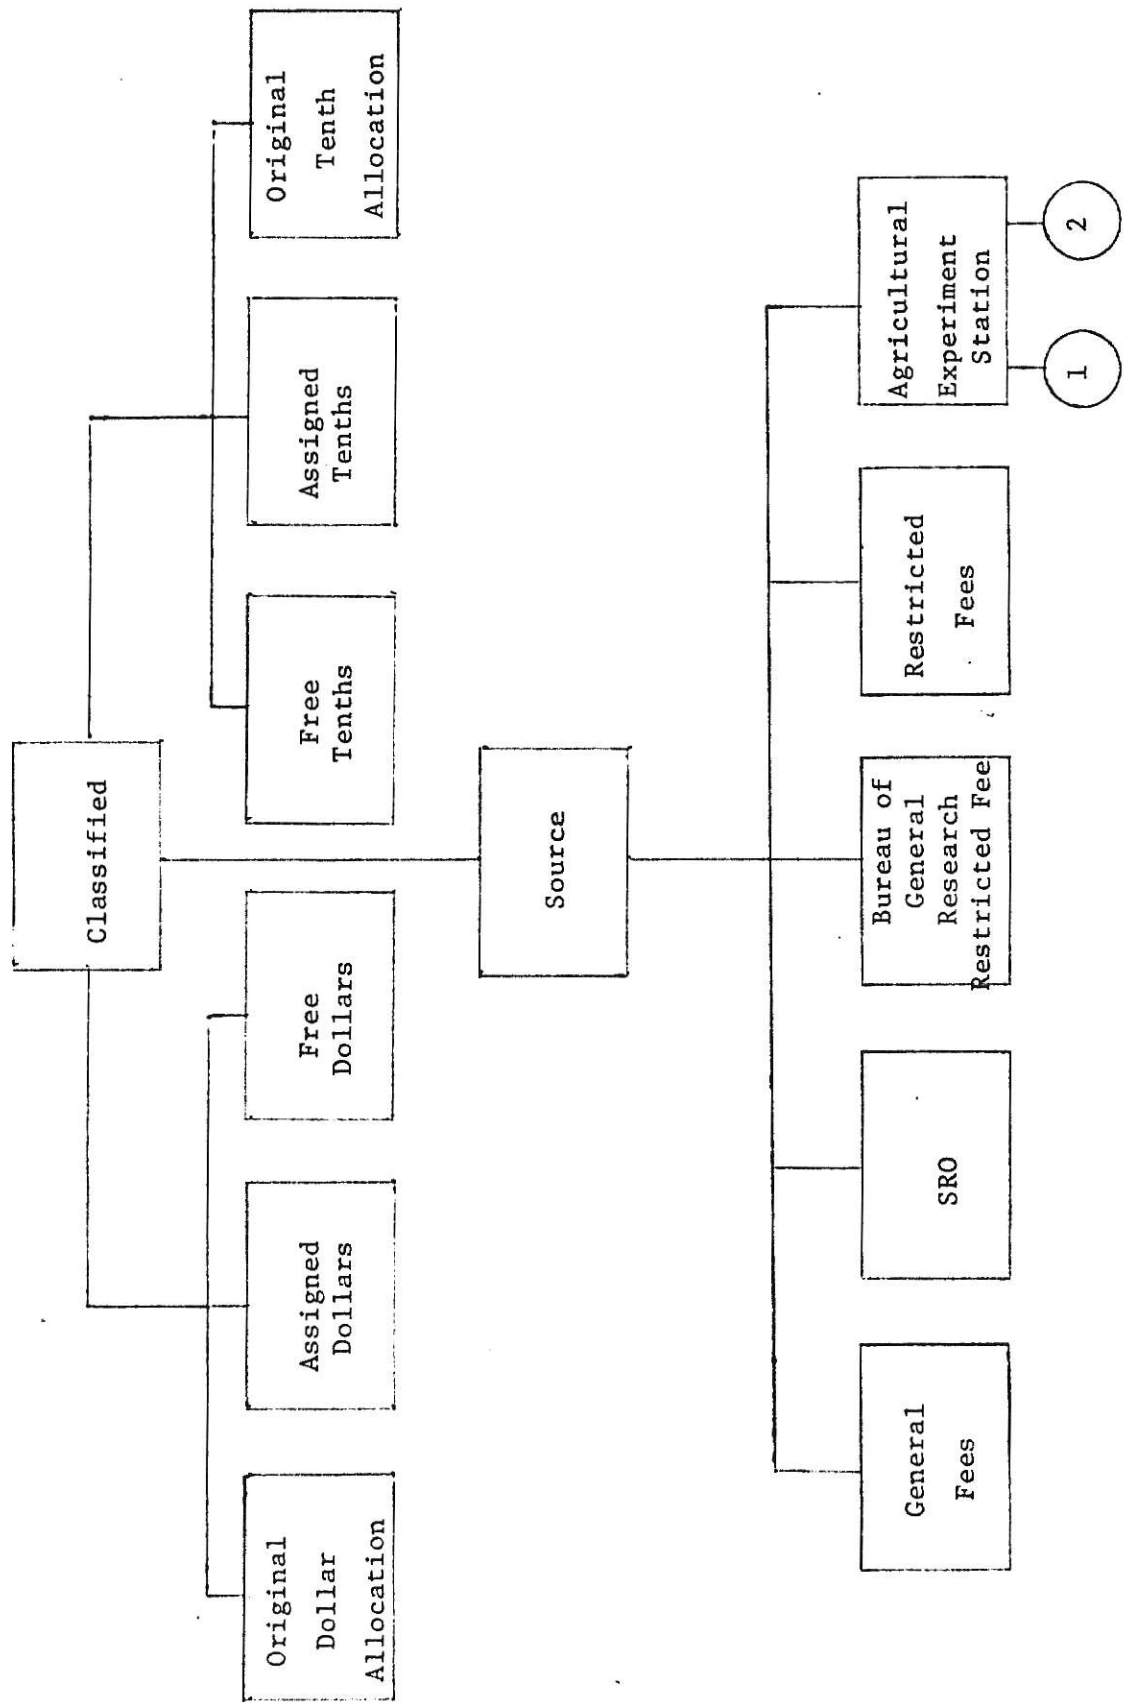 Classified
Original
Dollar
Allocation
Assigned
Dollars
Free
Dollars
Free
Tenths
Assigned
Tenths
Original
Tenth
Allocation
Source
General
Fees
SRO
Bureau of
General
Research
Restricted Fee
Restricted
Fees
Agricultural
Experiment
Station
1
2